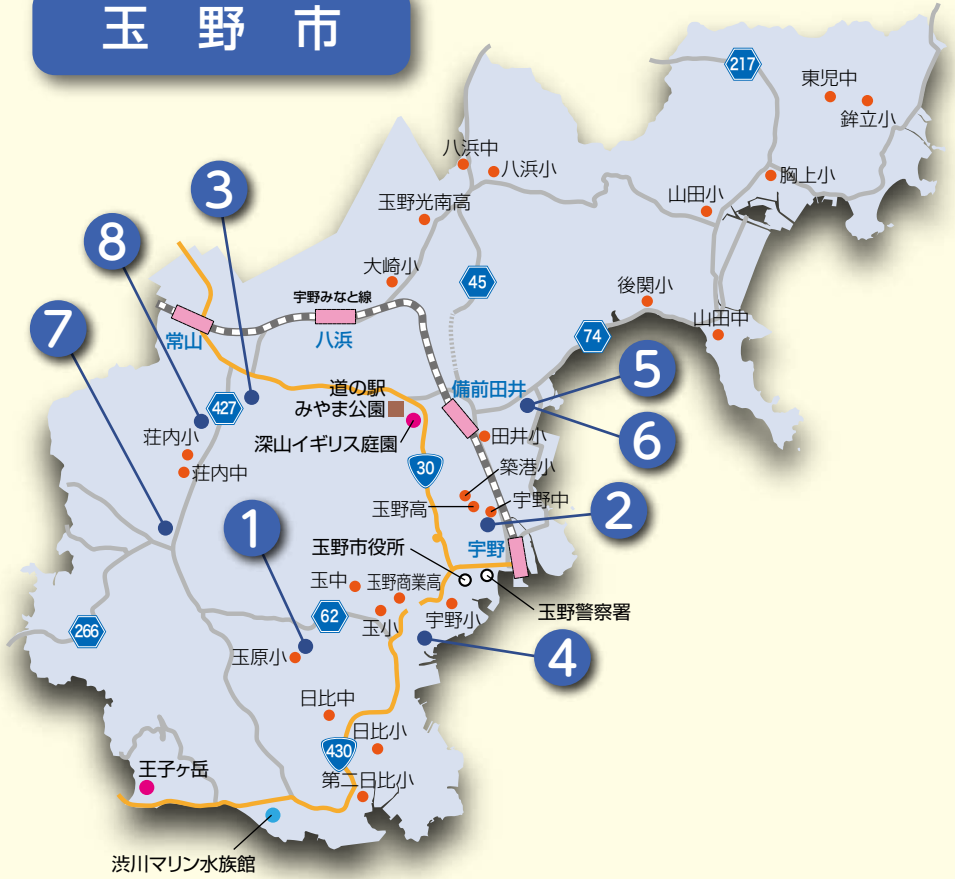 玉野市
217
東児中
鉾立小
八浜中
八浜小
胸上小
3
玉野光南高
山田小
8
大崎小
45
後閑小
宇野みなと線
7
常山
八浜
74
山田中
備前田井
5
道の駅
みやま公園
427
深山イギリス庭園
田井小
6
荘内小
荘内中
30
築港小
玉野高
宇野中
2
1
玉野市役所
宇野
玉中
玉野商業高
玉野警察署
62
玉小
宇野小
266
玉原小
4
日比中
日比小
430
王子ヶ岳
第二日比小
渋川マリン水族館